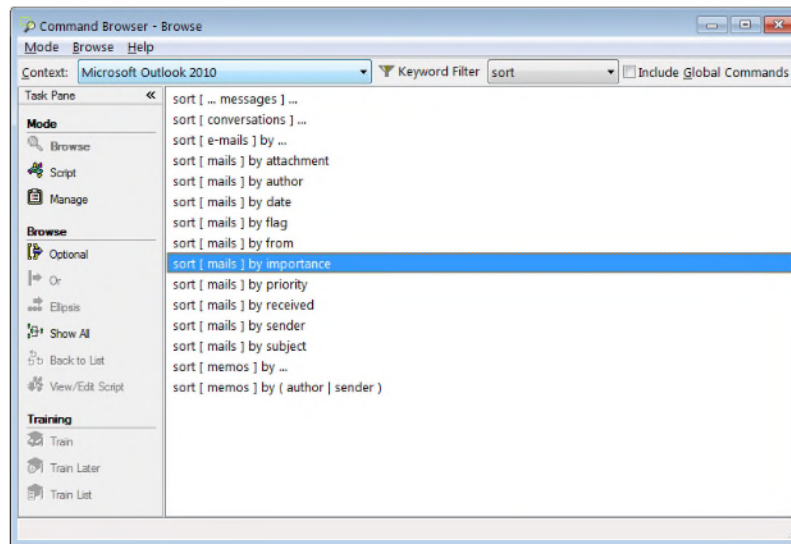 Command Browser - Browse
Mode Browse Help
Context: Microsoft Outlook 2010 Keyword Filter sort Include Global Commands
Task Pane «
Mode
Browse
Script
Manage
Browse
Optional
Or
Ellipsis
Show All
Back to List
View/Edit Script
Training
Train
Train Later
Train List
sort [ ... messages ] ...
sort [ conversations ] ...
sort [ e-mails ] by ...
sort [ mails ] by attachment
sort [ mails ] by author
sort [ mails ] by date
sort [ mails ] by flag
sort [ mails ] by from
sort [ mails ] by importance
sort [ mails ] by priority
sort [ mails ] by received
sort [ mails ] by sender
sort [ mails ] by subject
sort [ memos ] by ...
sort [ memos ] by ( author | sender )